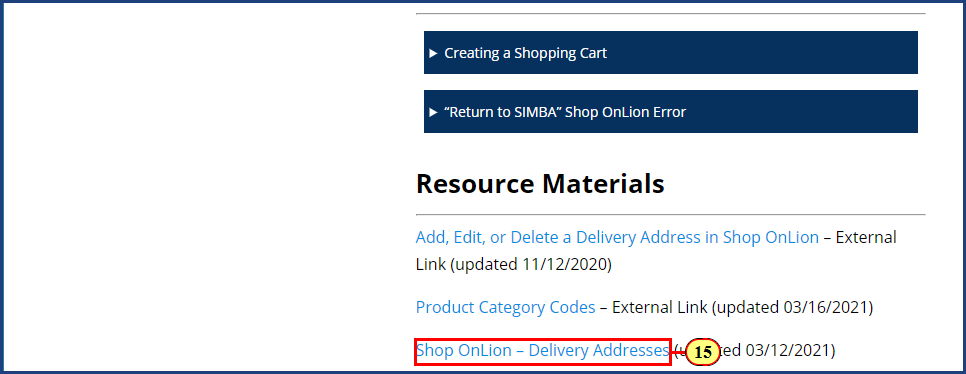 Creating a Shopping Cart
“Return to SIMBA” Shop OnLion Error
Resource Materials
Add, Edit, or Delete a Delivery Address in Shop OnLion – External
Link (updated 11/12/2020)
Product Category Codes – External Link (updated 03/16/2021)
Shop OnLion – Delivery Addresses 15 03/12/2021)